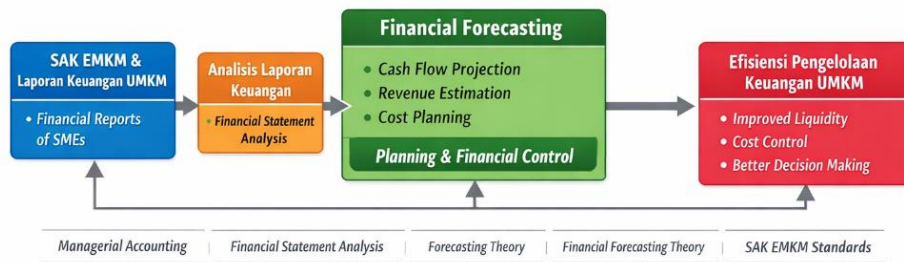 SAK EMKM &
Laporan Keuangan UMKM
• Financial Reports
of SMEs
Analisis Laporan
Keuangan
• Financial Statement
Analysis
Financial Forecasting
• Cash Flow Projection
• Revenue Estimation
• Cost Planning
Planning & Financial Control
Efisiensi Pengelolaan
Keuangan UMKM
• Improved Liquidity
• Cost Control
• Better Decision Making
Managerial Accounting | Financial Statement Analysis | Forecasting Theory | Financial Forecasting Theory | SAK EMKM Standards